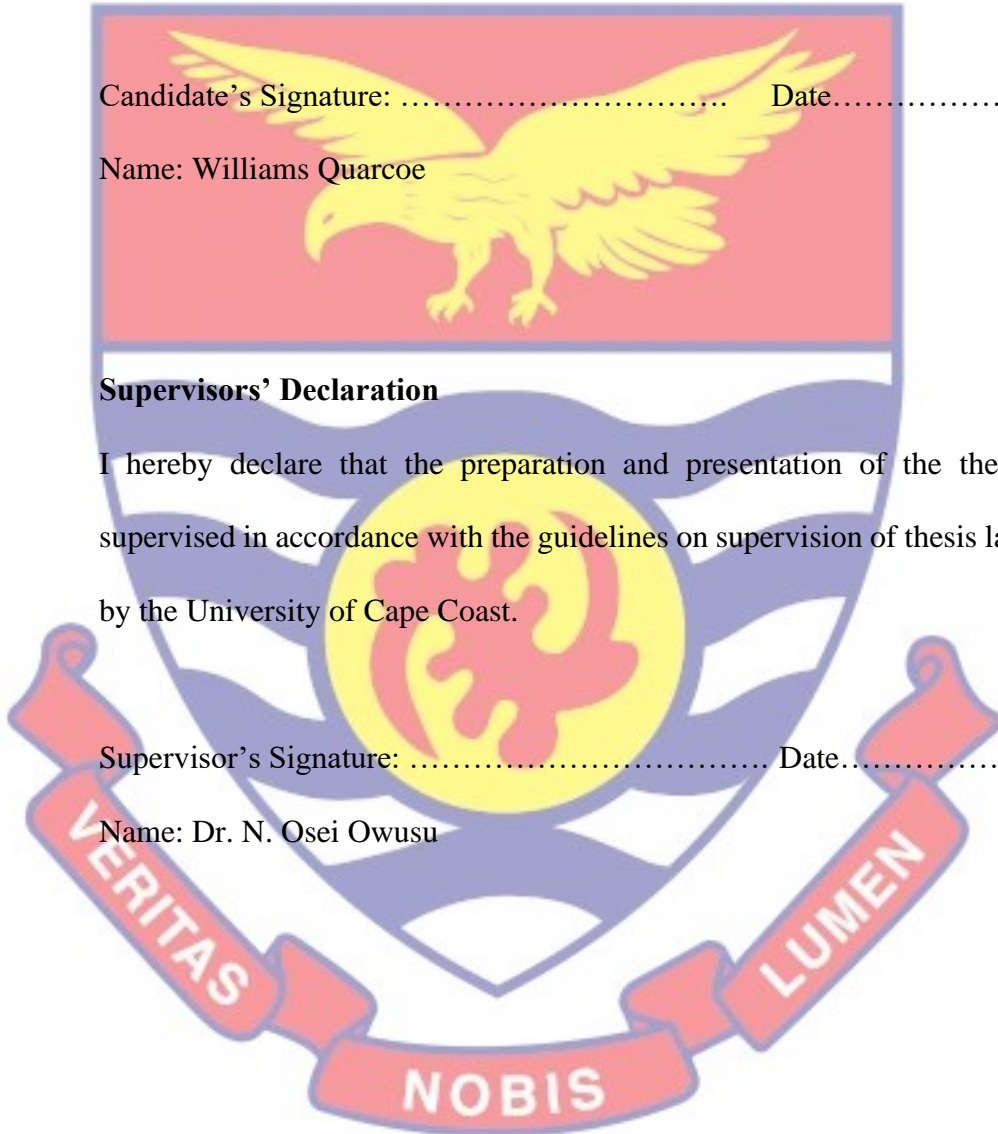 Candidate’s Signature: …………………………. Date………………
Name: Williams Quarcoe
Supervisors’ Declaration
I hereby declare that the preparation and presentation of the the
supervised in accordance with the guidelines on supervision of thesis la
by the University of Cape Coast.
Supervisor’s Signature: ……………………………. Date……………
Name: Dr. N. Osei Owusu
VERITAS
NOBIS
LUMEN